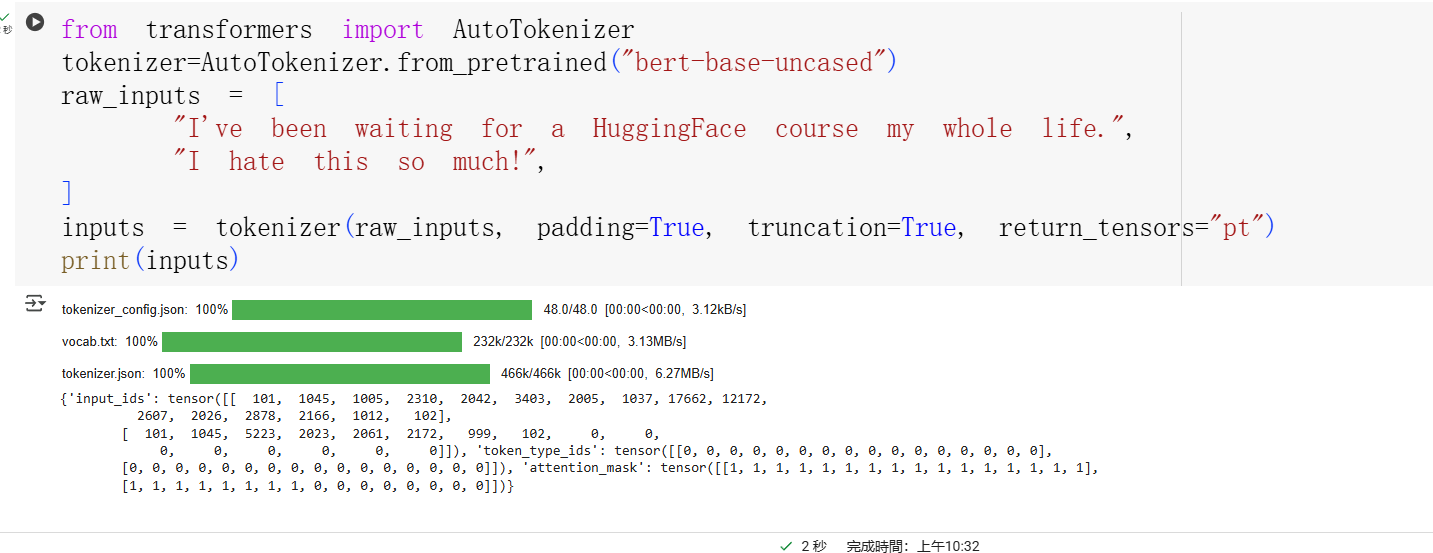 from transformers import AutoTokenizer
tokenizer=AutoTokenizer.from_pretrained("bert-base-uncased")
raw_inputs = [
"I've been waiting for a HuggingFace course my whole life.",
"I hate this so much!",
]
inputs = tokenizer(raw_inputs, padding=True, truncation=True, return_tensors="pt")
print(inputs)
tokenizer_config.json: 100% 48.0/48.0 [00:00<00:00, 3.12kB/s]
vocab.txt: 100% 232k/232k [00:00<00:00, 3.13MB/s]
tokenizer.json: 100% 466k/466k [00:00<00:00, 6.27MB/s]
{'input_ids': tensor([[ 101, 1045, 1005, 2310, 2042, 3403, 2005, 1037, 17662, 12172,
2607, 2026, 2878, 2166, 1012, 102],
[ 101, 1045, 5223, 2023, 2061, 2172, 999, 102, 0, 0,
0, 0, 0, 0, 0, 0]]), 'token_type_ids': tensor([[0, 0, 0, 0, 0, 0, 0, 0, 0, 0, 0, 0, 0, 0, 0, 0],
[0, 0, 0, 0, 0, 0, 0, 0, 0, 0, 0, 0, 0, 0, 0, 0]]), 'attention_mask': tensor([[1, 1, 1, 1, 1, 1, 1, 1, 1, 1, 1, 1, 1, 1, 1, 1],
[1, 1, 1, 1, 1, 1, 1, 1, 0, 0, 0, 0, 0, 0, 0, 0]])}
2 秒 完成時間：上午10:32